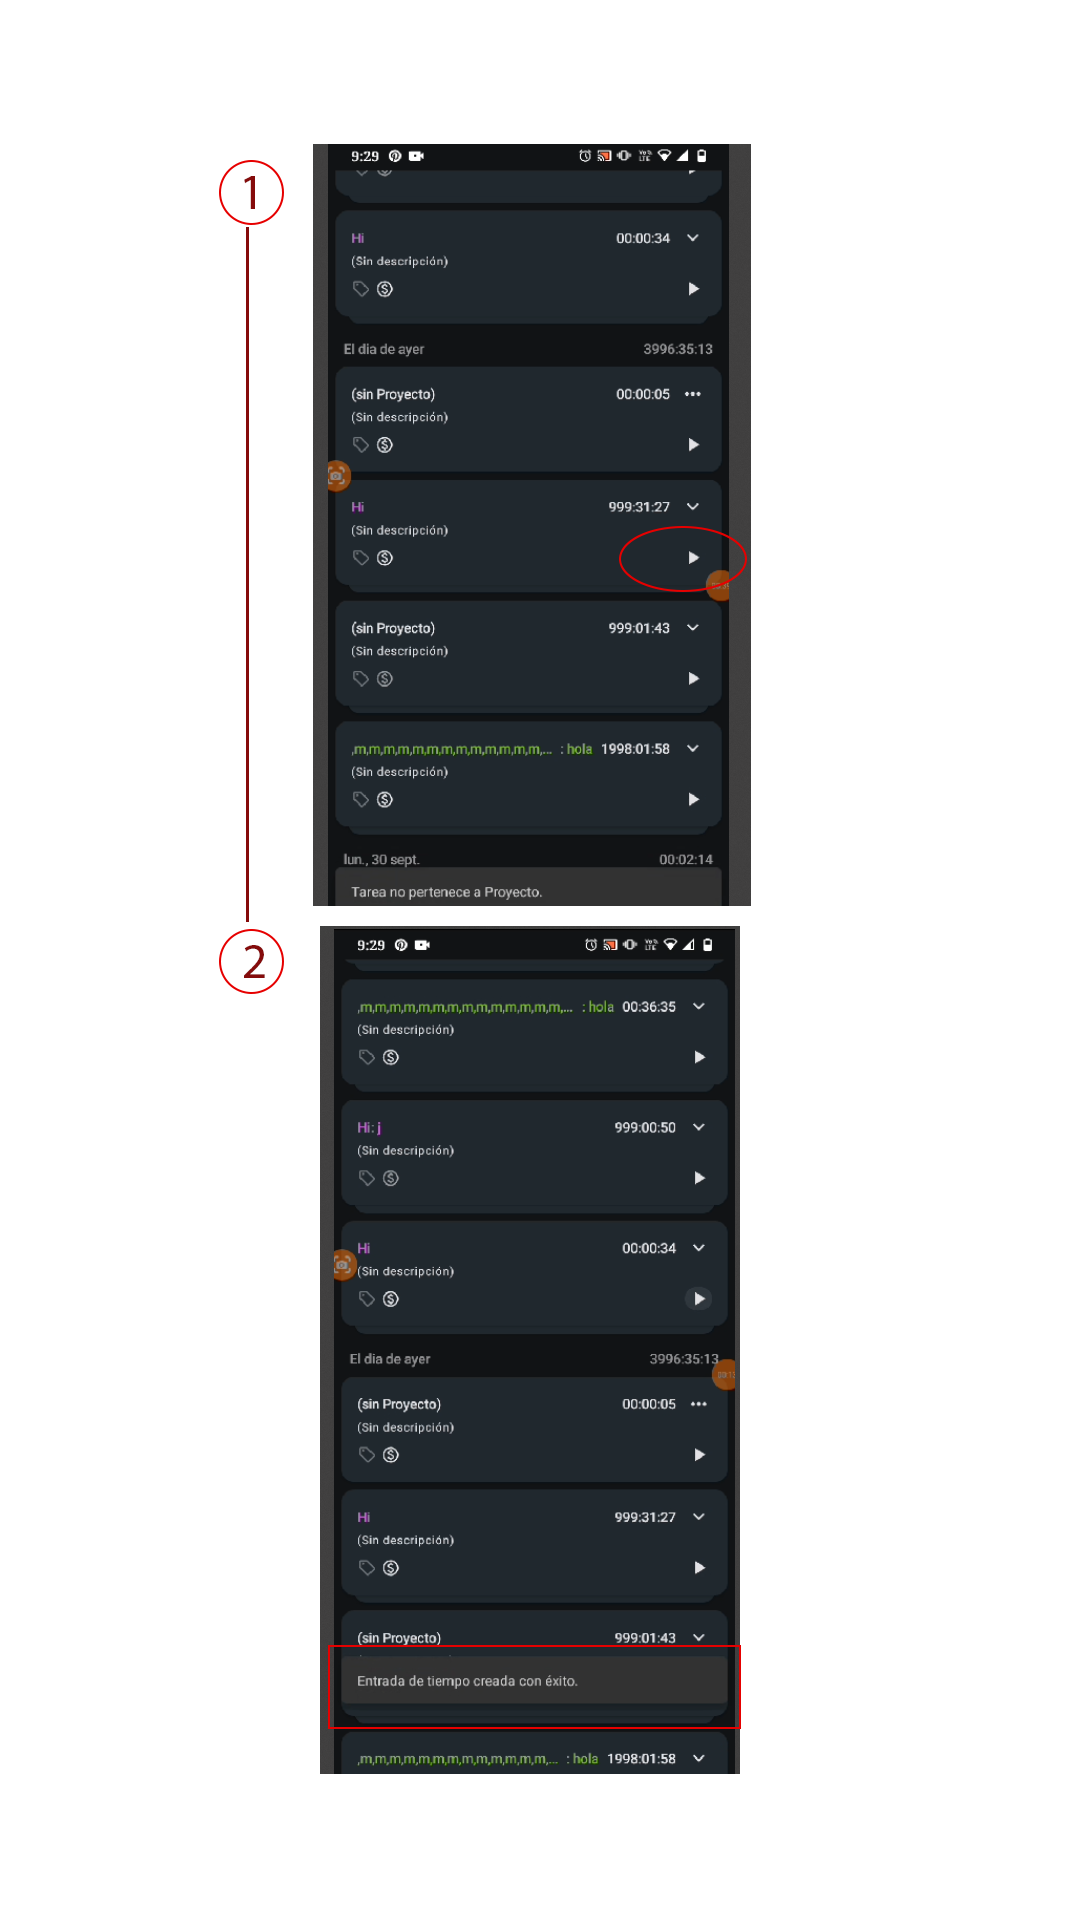 1
9:29
Hi 00:00:34
(Sin descripción)
El dia de ayer 3996:35:13
(sin Proyecto) 00:00:05
(Sin descripción)
Hi 999:31:27
(Sin descripción)
(sin Proyecto) 999:01:43
(Sin descripción)
,m,m,m,m,m,m,m,m,m,m,m,m,m,... : hola 1998:01:58
(Sin descripción)
lun., 30 sept. 00:02:14
Tarea no pertenece a Proyecto.
2
9:29
,m,m,m,m,m,m,m,m,m,m,m,m,m,m,... : hola 00:36:35
(Sin descripción)
Hi: j 999:00:50
(Sin descripción)
Hi 00:00:34
(Sin descripción)
El dia de ayer 3996:35:13
(sin Proyecto) 00:00:05
(Sin descripción)
Hi 999:31:27
(Sin descripción)
(sin Proyecto) 999:01:43
Entrada de tiempo creada con éxito.
,m,m,m,m,m,m,m,m,m,m,m,m,m,... : hola 1998:01:58